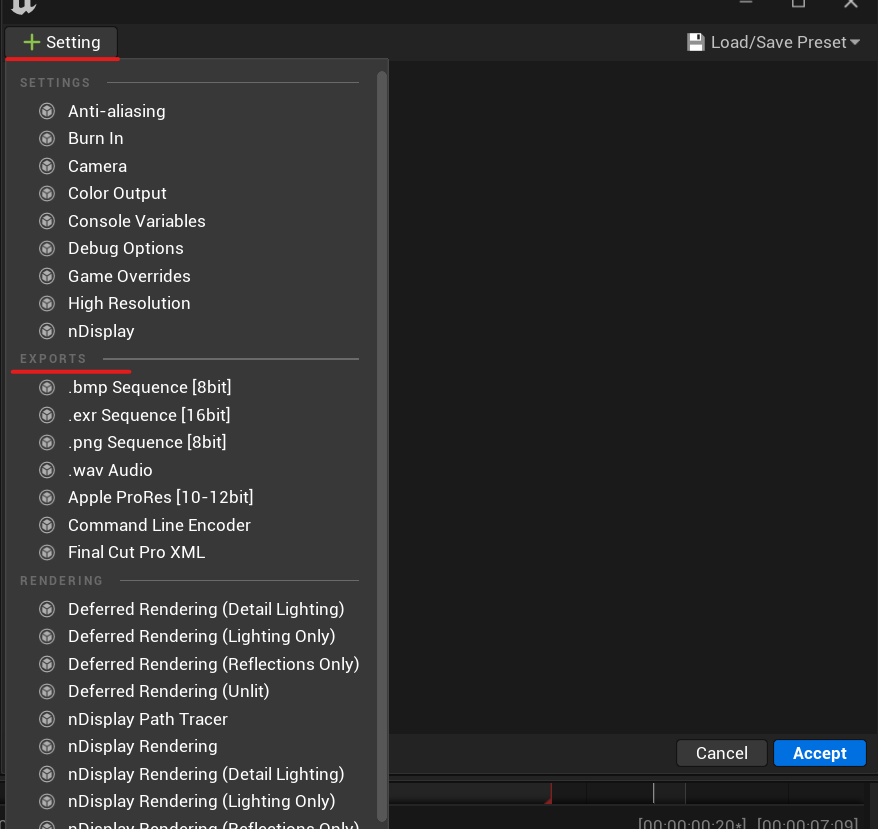 Setting
Load/Save Preset
SETTINGS
Anti-aliasing
Burn In
Camera
Color Output
Console Variables
Debug Options
Game Overrides
High Resolution
nDisplay
EXPORTS
.bmp Sequence [8bit]
.exr Sequence [16bit]
.png Sequence [8bit]
.wav Audio
Apple ProRes [10-12bit]
Command Line Encoder
Final Cut Pro XML
RENDERING
Deferred Rendering (Detail Lighting)
Deferred Rendering (Lighting Only)
Deferred Rendering (Reflections Only)
Deferred Rendering (Unlit)
nDisplay Path Tracer
nDisplay Rendering
nDisplay Rendering (Detail Lighting)
nDisplay Rendering (Lighting Only)
nDisplay Rendering (Reflections Only)
Cancel
Accept
[00:00:00:20*] [00:00:07:09]